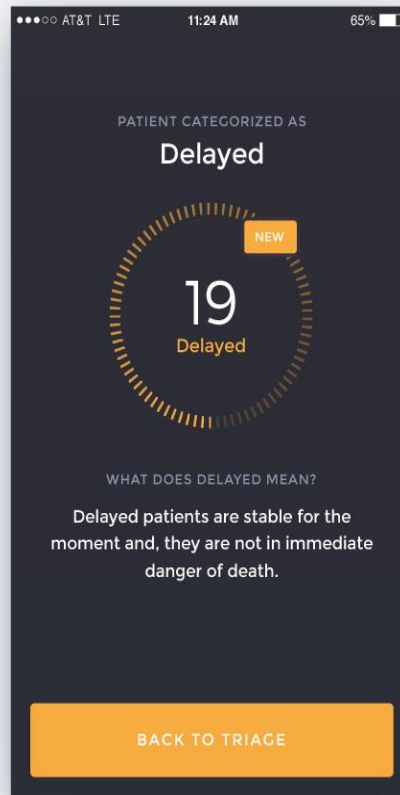 AT&T LTE 11:24 AM 65%
PATIENT CATEGORIZED AS
Delayed
NEW
19
Delayed
WHAT DOES DELAYED MEAN?
Delayed patients are stable for the
moment and, they are not in immediate
danger of death.
BACK TO TRIAGE